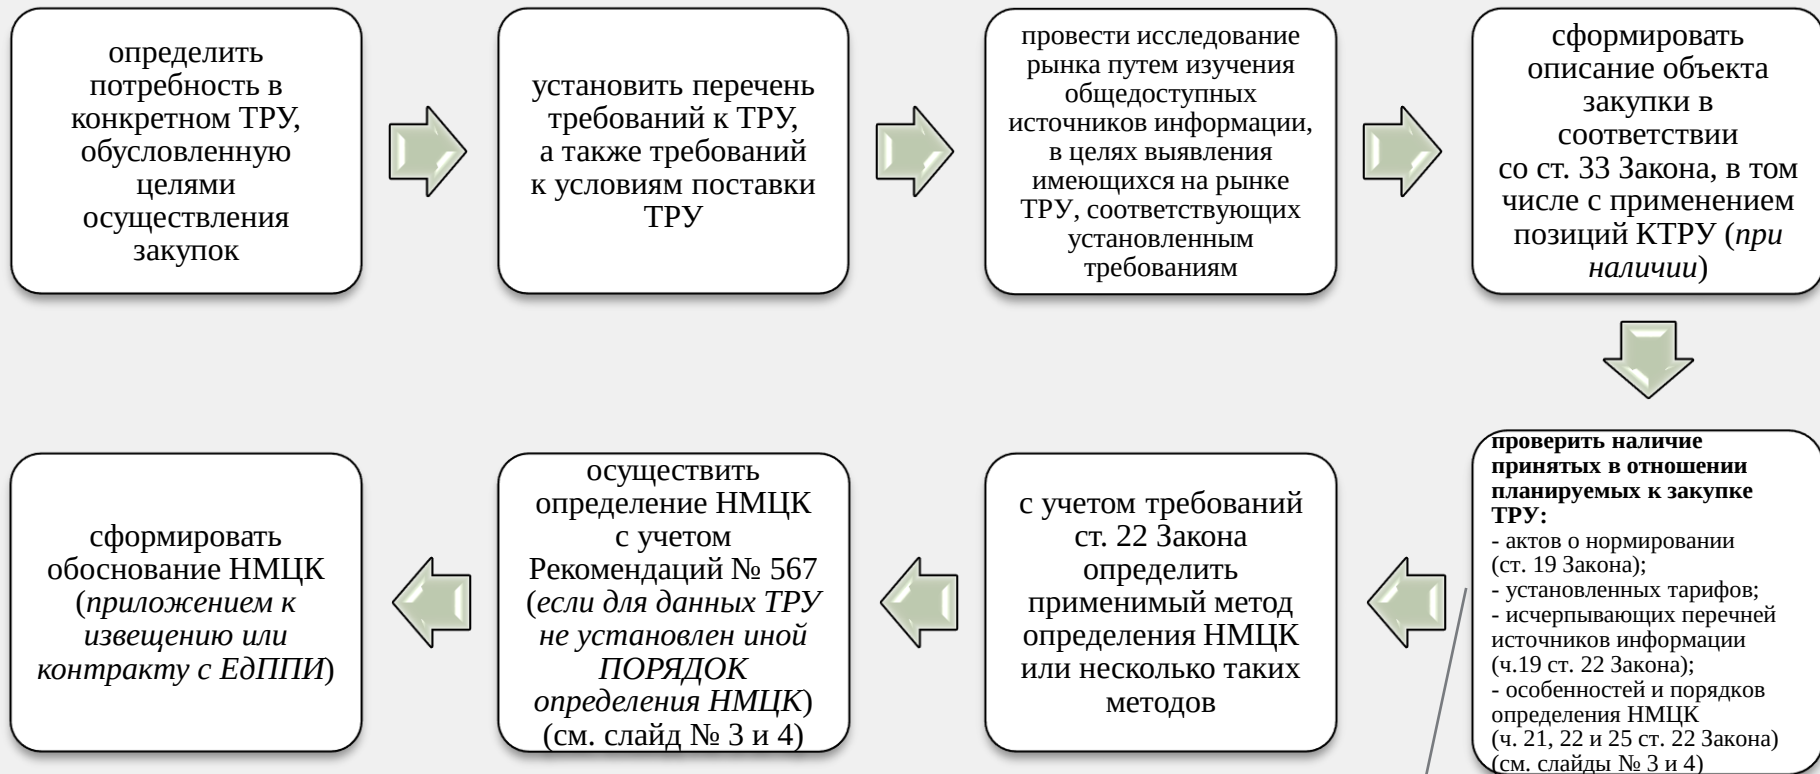 определить
потребность в
конкретном ТРУ,
обусловленную
целями
осуществления
закупок
установить перечень
требований к ТРУ,
а также требований
к условиям поставки
ТРУ
провести исследование
рынка путем изучения
общедоступных
источников информации,
в целях выявления
имеющихся на рынке
ТРУ, соответствующих
установленным
требованиям
сформировать
описание объекта
закупки в
соответствии
со ст. 33 Закона, в том
числе с применением
позиций КТРУ (при
наличии)
проверить наличие
принятых в отношении
планируемых к закупке
ТРУ:
- актов о нормировании
(ст. 19 Закона);
- установленных тарифов;
- исчерпывающих перечней
источников информации
(ч.19 ст. 22 Закона);
- особенностей и порядков
определения НМЦК
(ч. 21, 22 и 25 ст. 22 Закона)
(см. слайды № 3 и 4)
с учетом требований
ст. 22 Закона
определить
применимый метод
определения НМЦК
или несколько таких
методов
осуществить
определение НМЦК
с учетом
Рекомендаций № 567
(если для данных ТРУ
не установлен иной
ПОРЯДОК
определения НМЦК)
(см. слайд № 3 и 4)
сформировать
обоснование НМЦК
(приложением к
извещению или
контракту с ЕдППИ)